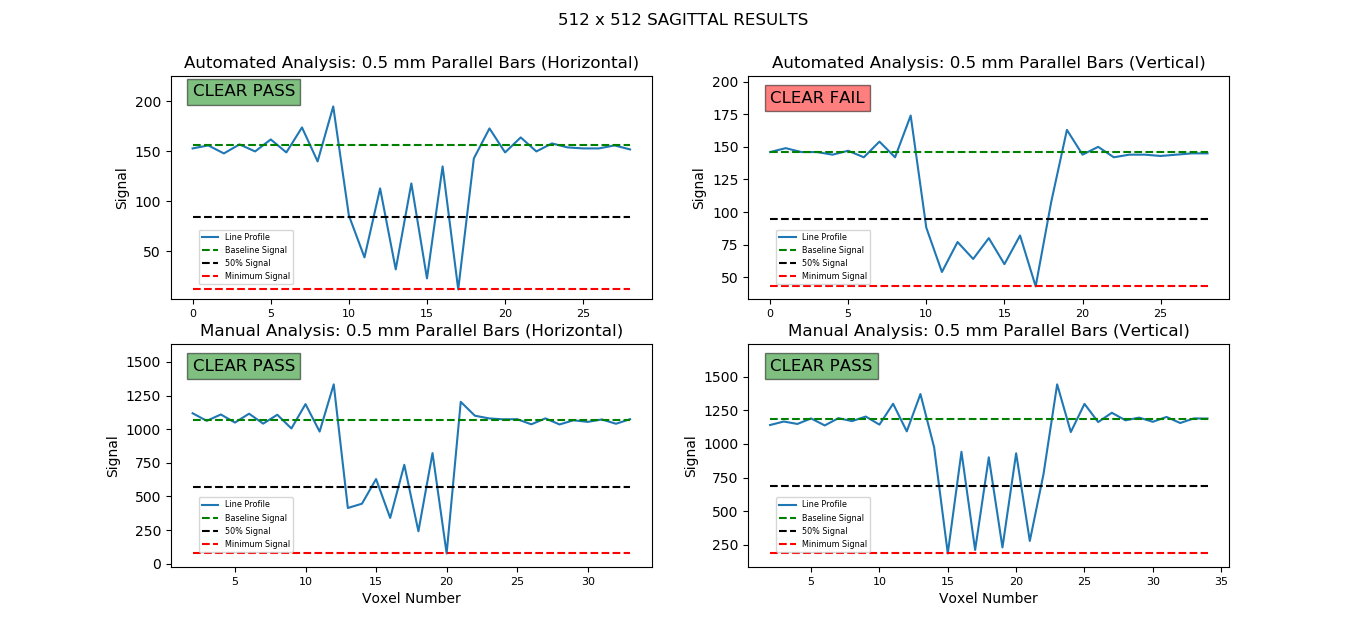 512 x 512 SAGITTAL RESULTS
Automated Analysis: 0.5 mm Parallel Bars (Horizontal)
CLEAR PASS
200
150
100
50
Signal
Line Profile
Baseline Signal
50% Signal
Minimum Signal
0 5 10 15 20 25
Automated Analysis: 0.5 mm Parallel Bars (Vertical)
CLEAR FAIL
200
175
150
125
100
75
50
Signal
Line Profile
Baseline Signal
50% Signal
Minimum Signal
0 5 10 15 20 25
Manual Analysis: 0.5 mm Parallel Bars (Horizontal)
CLEAR PASS
1500
1250
1000
750
500
250
0
Signal
Line Profile
Baseline Signal
50% Signal
Minimum Signal
5 10 15 20 25 30
Voxel Number
Manual Analysis: 0.5 mm Parallel Bars (Vertical)
CLEAR PASS
1500
1250
1000
750
500
250
Signal
Line Profile
Baseline Signal
50% Signal
Minimum Signal
5 10 15 20 25 30 35
Voxel Number